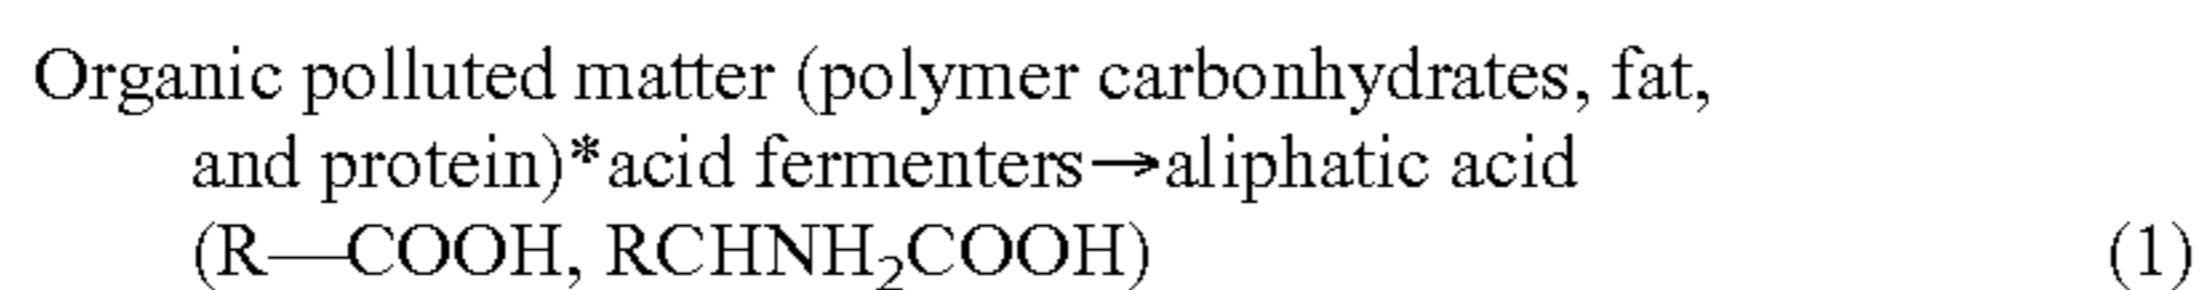 Organic polluted matter (polymer carbonhydrates, fat,
and protein)*acid fermenters→aliphatic acid
(R—COOH, RCHNH₂COOH) (1)